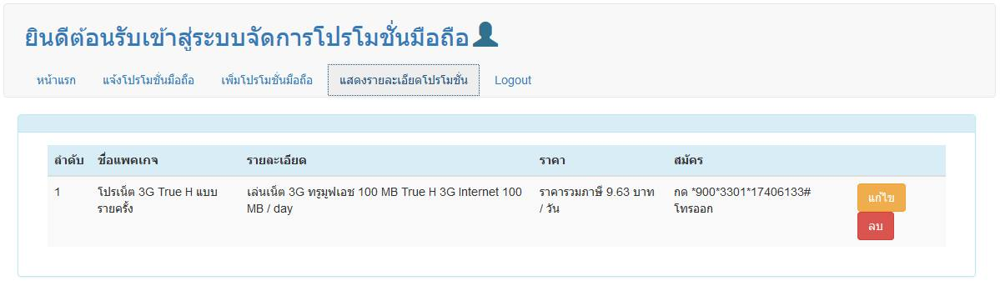 ยินดีต้อนรับเข้าสู่ระบบจัดการโปรโมชั่นมือถือ
หน้าแรก แจ้งโปรโมชั่นมือถือ เพิ่มโปรโมชั่นมือถือ แสดงรายละเอียดโปรโมชั่น Logout
ลำดับ ชื่อแพคเกจ รายละเอียด ราคา สมัคร
1 โปรเน็ต 3G True H แบบ เล่นเน็ต 3G ทรูมูฟเอช 100 MB True H 3G Internet 100 ราคารวมภาษี 9.63 บาท กด *900*3301*17406133# แก้ไข
รายครั้ง MB / day / วัน โทรออก
ลบ